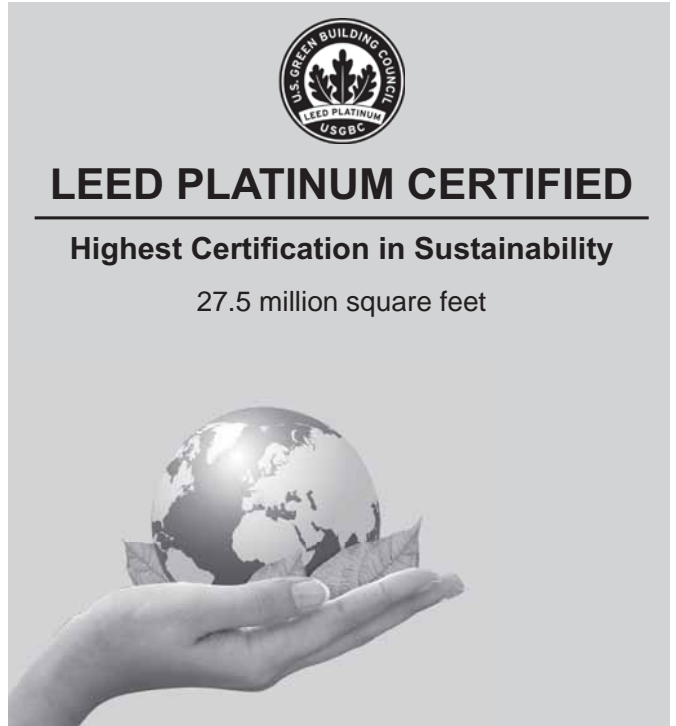 U.S. GREEN BUILDING COUNCIL
LEED PLATINUM
USGBC
LEED PLATINUM CERTIFIED
Highest Certification in Sustainability
27.5 million square feet